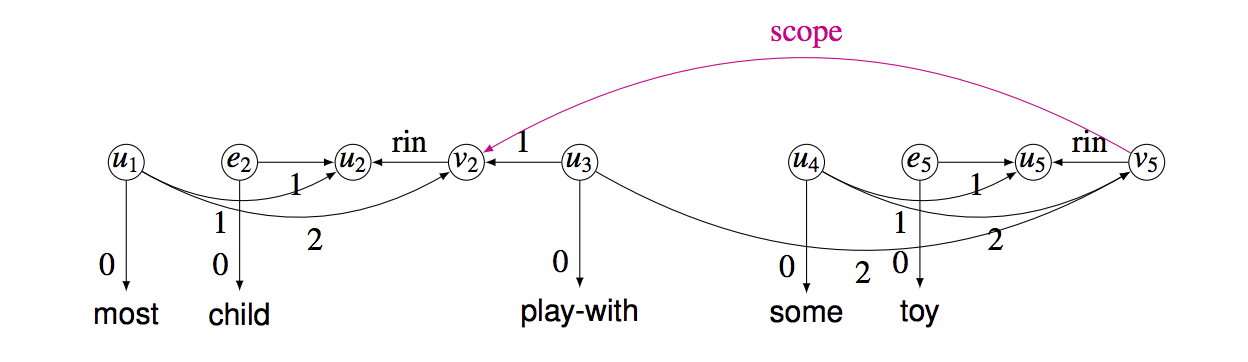 scope
rin 1 rin
u1 e2 u2 v2 u3 u4 e5 u5 v5
1 1
1 2 1 2
0 0 0 0 2 0
most child play-with some toy